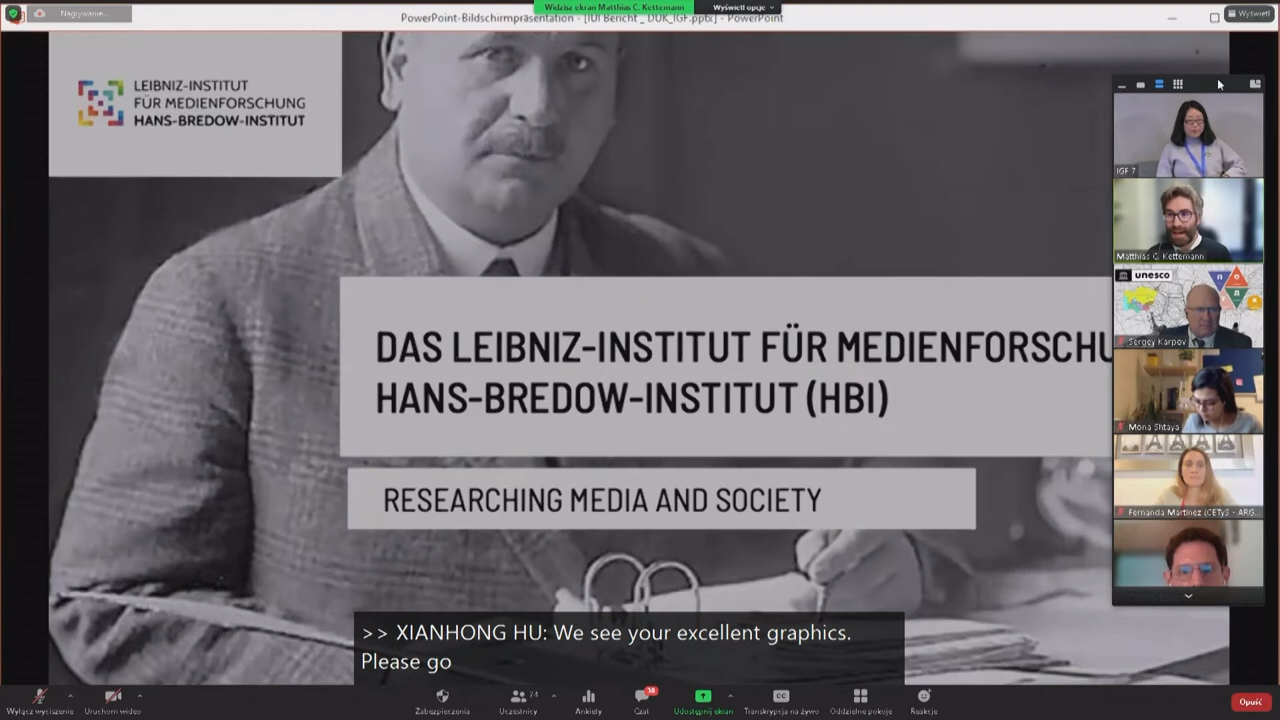 Nagrywanie...
Widzisz ekran Matthias C. Kettemann
Wyświetl opcje
PowerPoint-Bildschirmpräsentation - [IDI Bericht _ DUK_IGF.pptx] - PowerPoint
Wyświetl
LEIBNIZ-INSTITUT
FÜR MEDIENFORSCHUNG
HANS-BREDOW-INSTITUT
IGF 7
Matthias C. Kettemann
unesco
Sergey Karpov
Mona Shtaya
Fernanda Martinez (CETyS - ARG...
DAS LEIBNIZ-INSTITUT FÜR MEDIENFORSCHU
HANS-BREDOW-INSTITUT (HBI)
RESEARCHING MEDIA AND SOCIETY
>> XIANHONG HU: We see your excellent graphics.
Please go
Wyłącz wyciszenie
Uruchom wideo
Zabezpieczenia
Uczestnicy
24
Ankiety
Czat
Udostępnij ekran
CC
Transkrypcja na żywo
Oddzielne pokoje
Reakcje
Opuść